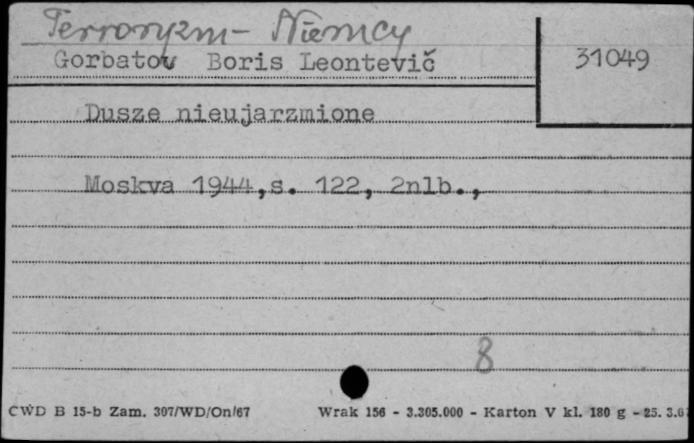 Terroryzm - Niemcy
Gorbatov Boris Leontevič
31049
Dusze nieujarzmione
Moskva 1944,s. 122, 2nlb.,
8
CWD B 15-b Zam. 307/WD/On/67 Wrak 156 - 3.305.000 - Karton V kl. 180 g - 25. 3.6